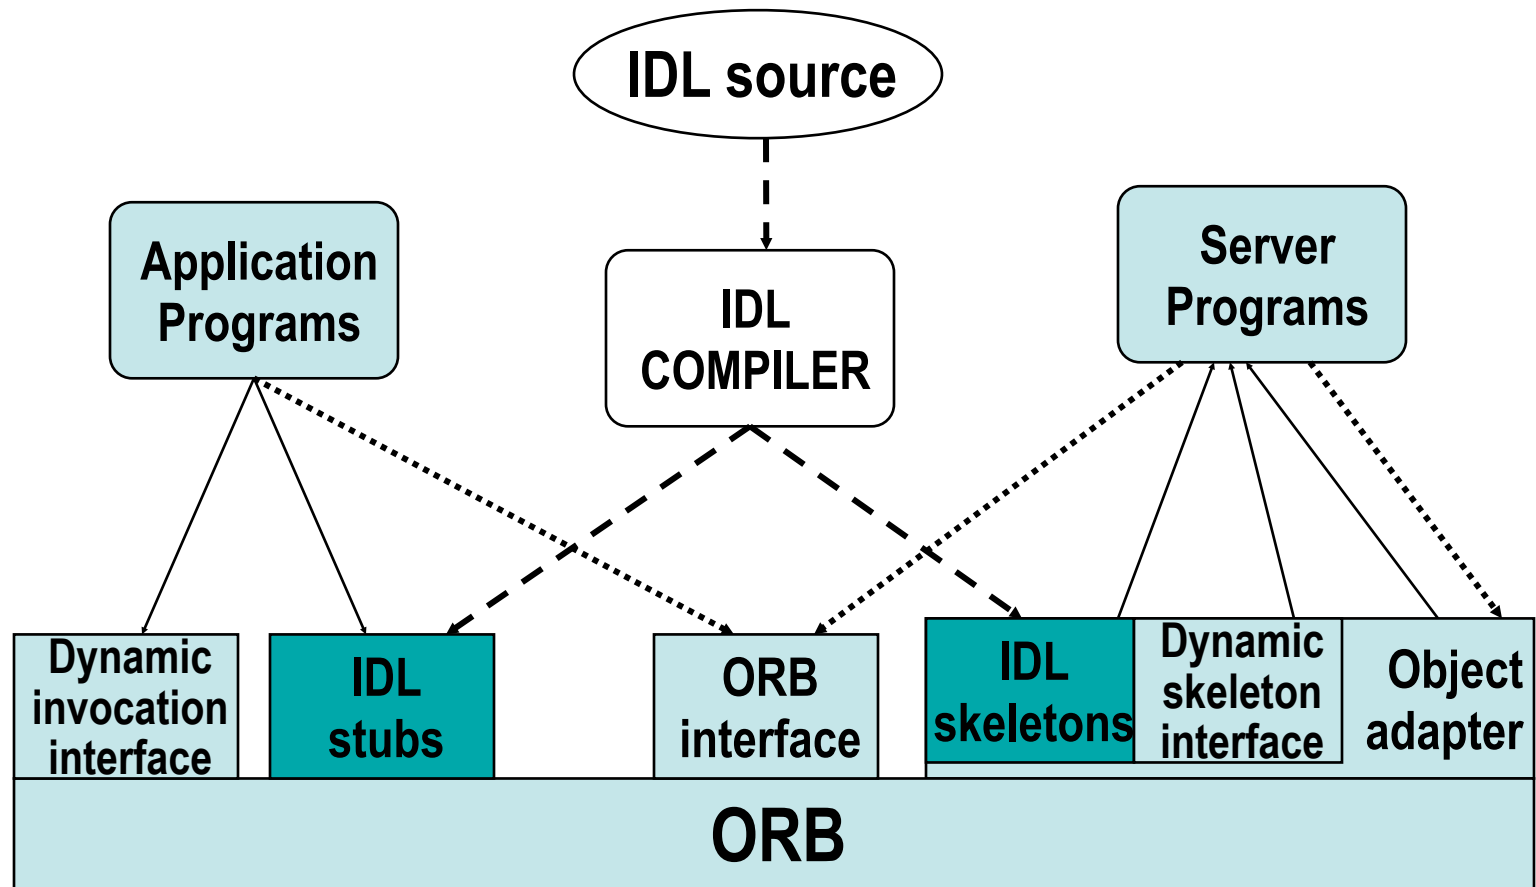 IDL source
Application
Programs
IDL
COMPILER
Server
Programs
Dynamic
invocation
interface
IDL
stubs
ORB
interface
IDL
skeletons
Dynamic
skeleton
interface
Object
adapter
ORB